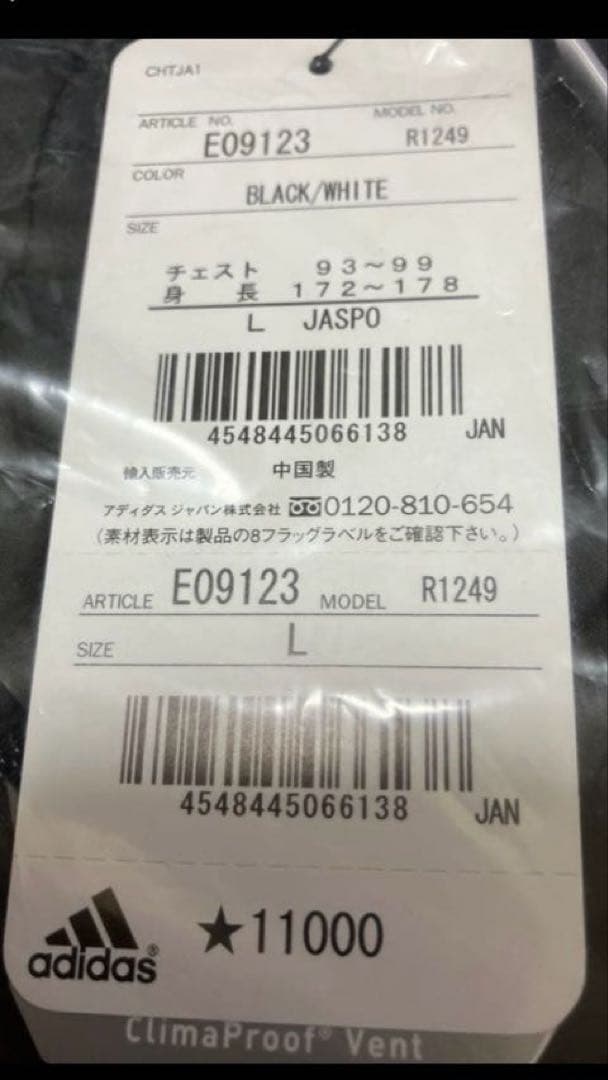 CHTJA1
ARTICLE NO. MODEL NO.
E09123 R1249
COLOR
BLACK/WHITE
SIZE
チェスト 93~99
身長 172~178
L JASPO
4548445066138 JAN
輸入販売元 中国製
アディダス ジャパン株式会社 0120-810-654
(素材表示は製品の8フラッグラベルをご確認下さい。)
ARTICLE E09123 MODEL R1249
SIZE L
4548445066138 JAN
adidas® ★11000
ClimaProof® Vent